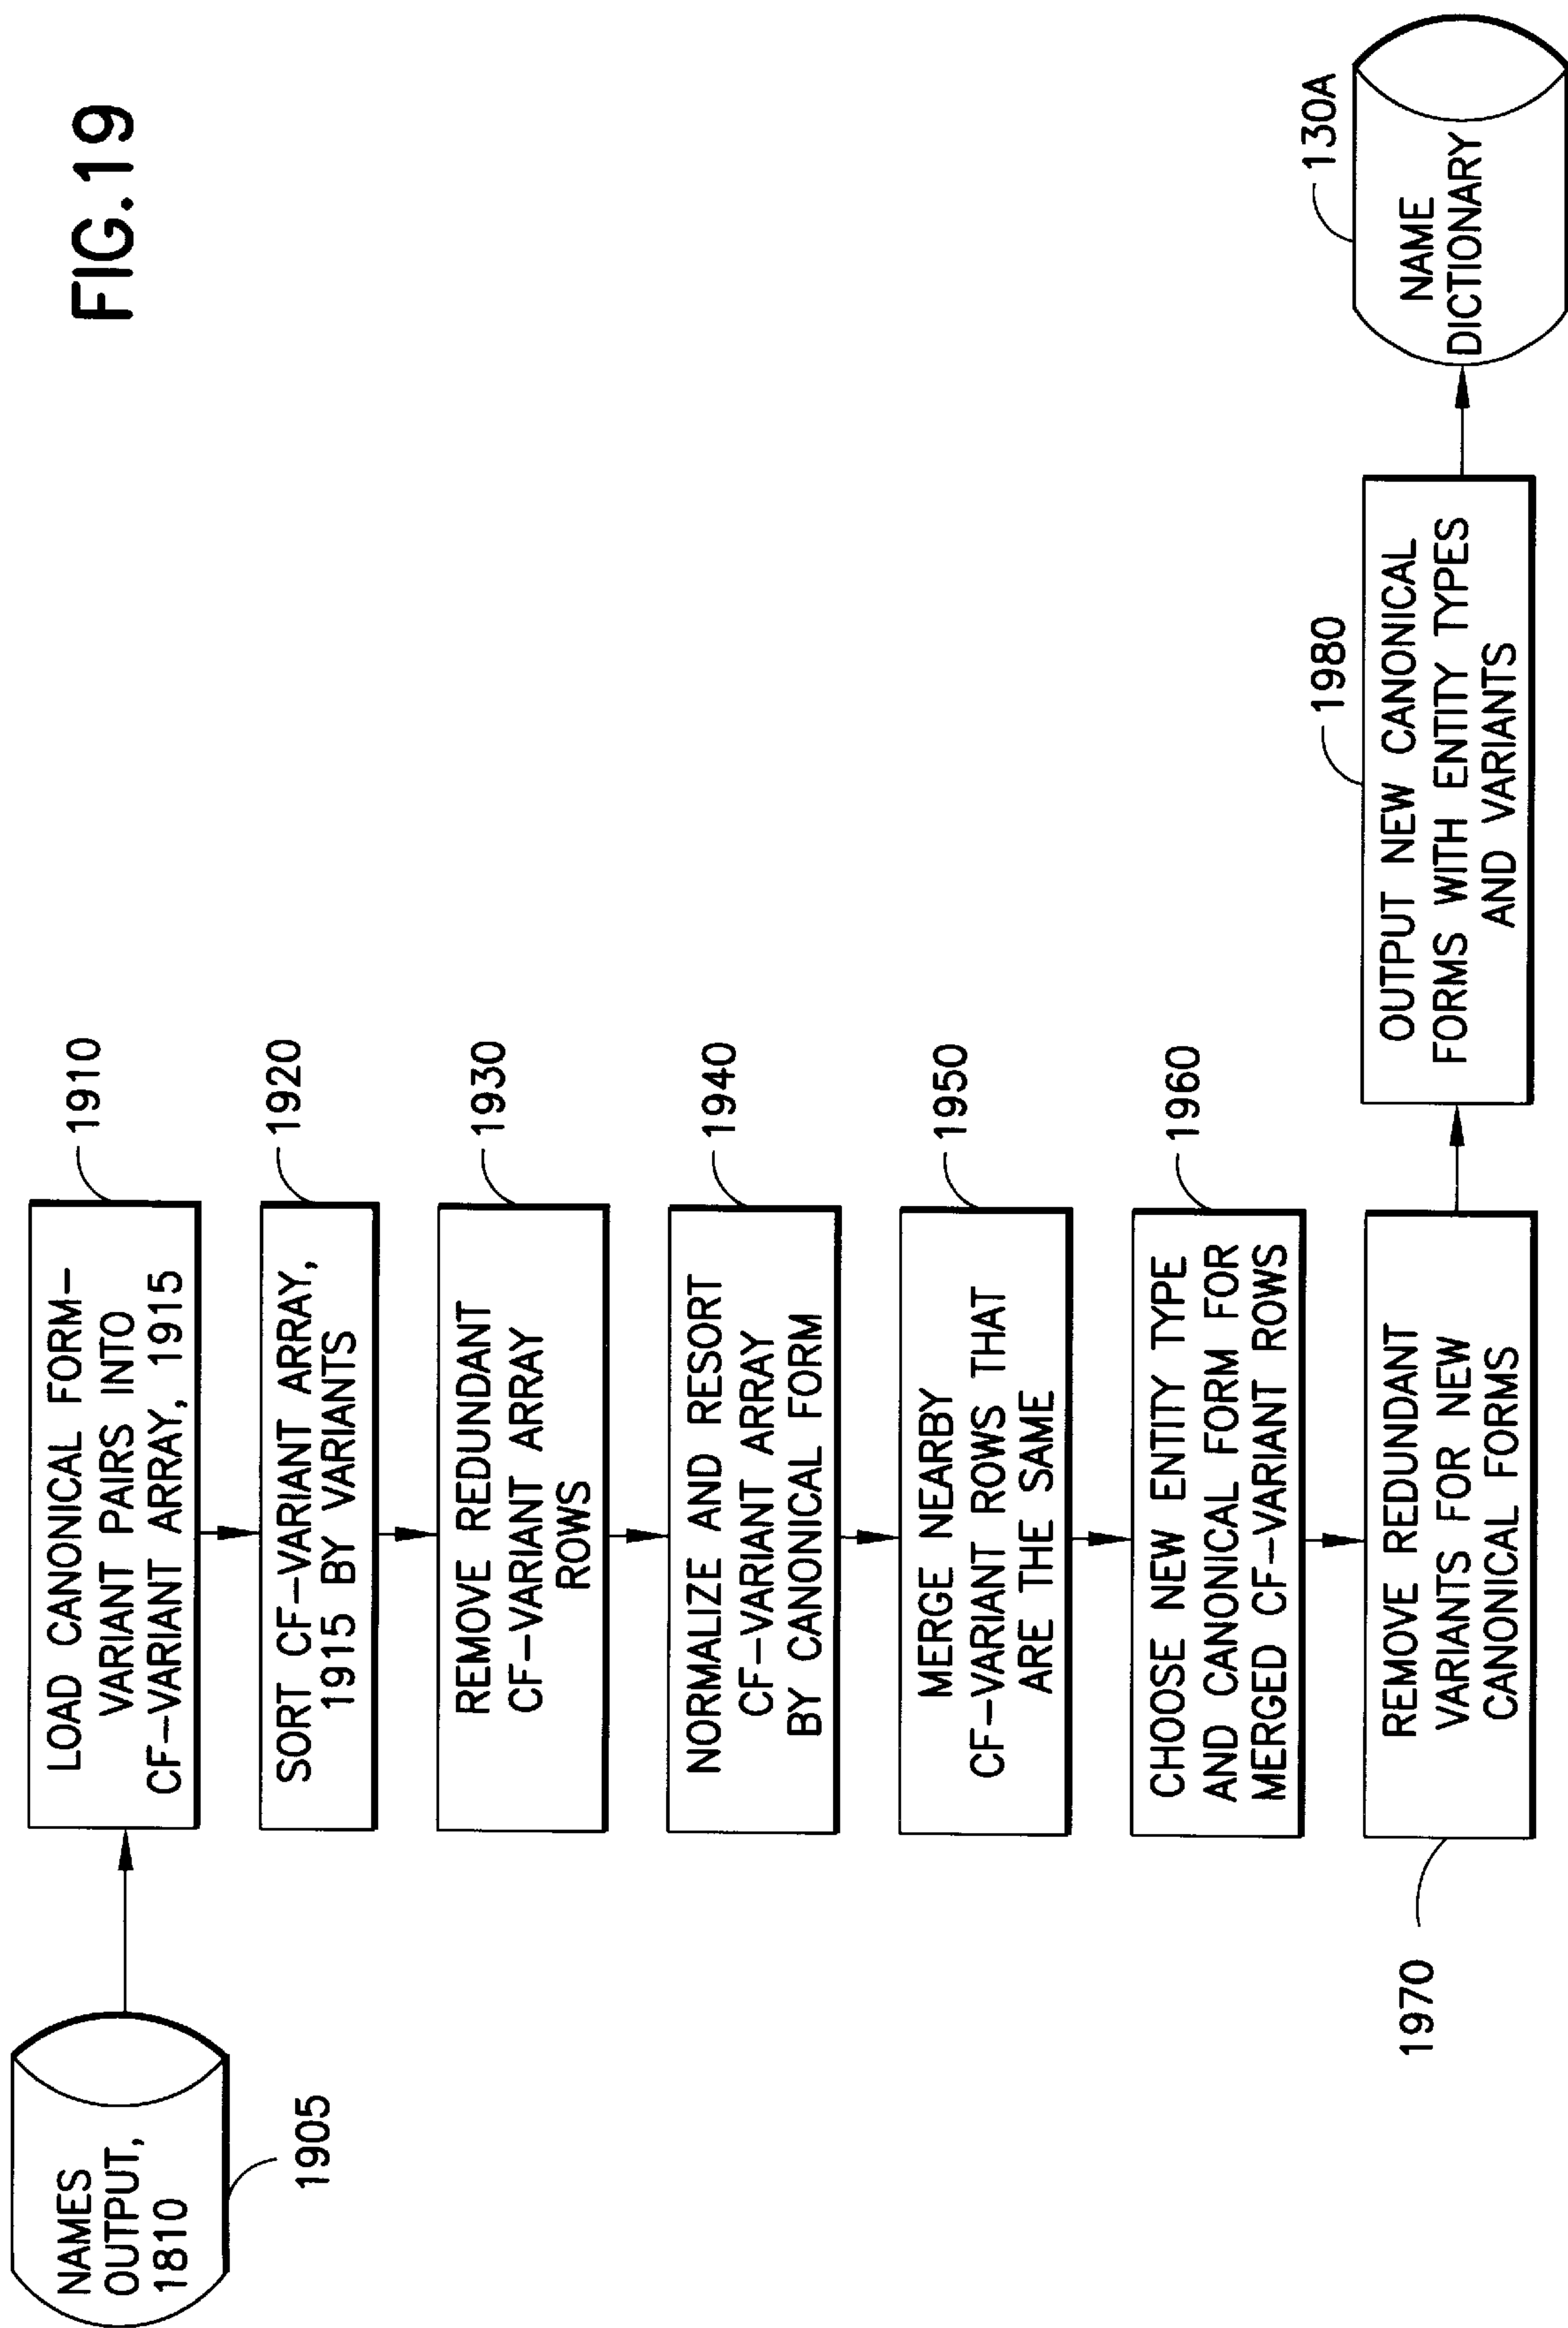 FIG.19
NAMES
OUTPUT,
1810
1905
LOAD CANONICAL FORM-
VARIANT PAIRS INTO
CF-VARIANT ARRAY, 1915
1910
SORT CF-VARIANT ARRAY,
1915 BY VARIANTS
1920
REMOVE REDUNDANT
CF-VARIANT ARRAY
ROWS
1930
NORMALIZE AND RESORT
CF-VARIANT ARRAY
BY CANONICAL FORM
1940
MERGE NEARBY
CF-VARIANT ROWS THAT
ARE THE SAME
1950
CHOOSE NEW ENTITY TYPE
AND CANONICAL FORM FOR
MERGED CF-VARIANT ROWS
1960
REMOVE REDUNDANT
VARIANTS FOR NEW
CANONICAL FORMS
1970
OUTPUT NEW CANONICAL
FORMS WITH ENTITY TYPES
AND VARIANTS
1980
NAME
DICTIONARY
130A